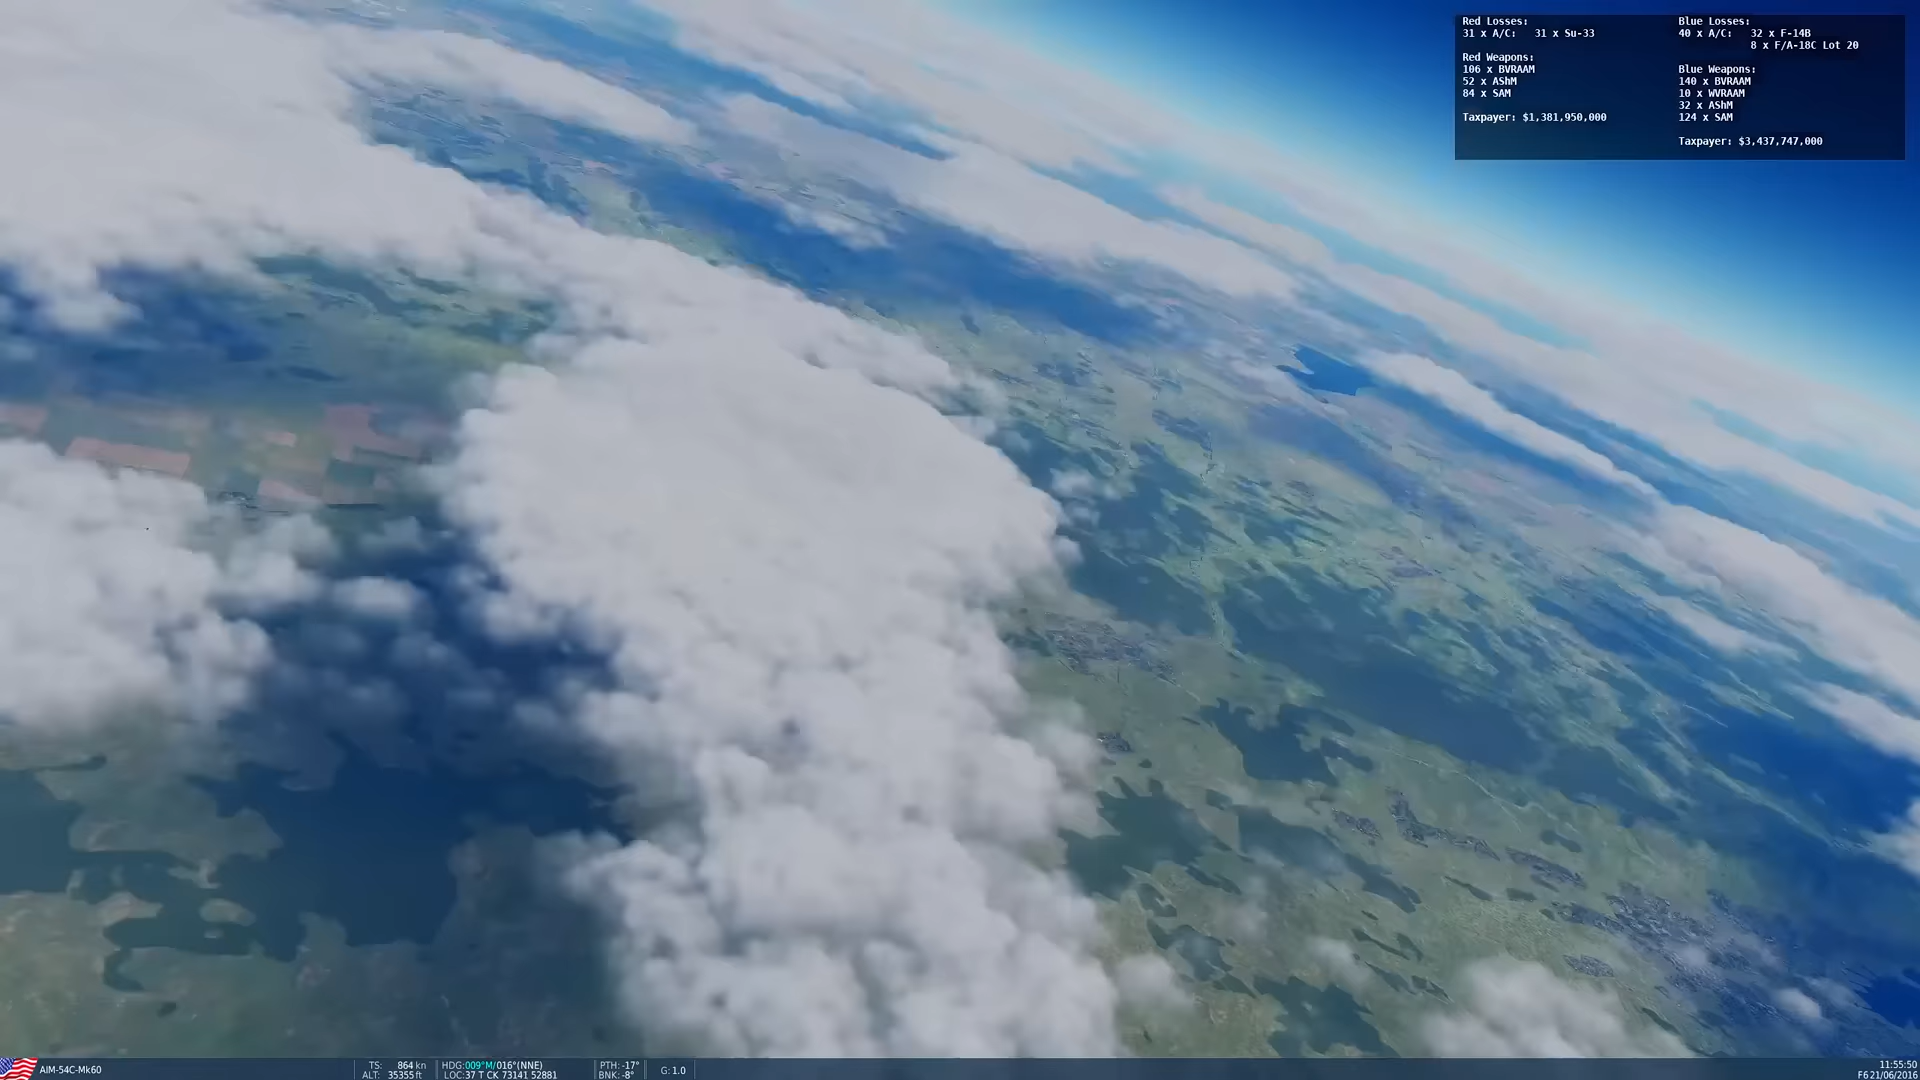 Red Losses:
31 x A/C: 31 x Su-33
Red Weapons:
106 x BVRAAM
52 x AShM
84 x SAM
Taxpayer: $1,381,950,000
Blue Losses:
40 x A/C: 32 x F-14B
8 x F/A-18C Lot 20
Blue Weapons:
140 x BVRAAM
10 x WVRAAM
32 x AShM
124 x SAM
Taxpayer: $3,437,747,000
AIM-54C-Mk60
TS: 864 kn
ALT: 35355 ft
HDG:009°M/016°(NNE)
LOC:37 T CK 73141 52881
PTH: -17°
BNK: -8°
G: 1.0
11:55:50
F6 21/06/2016